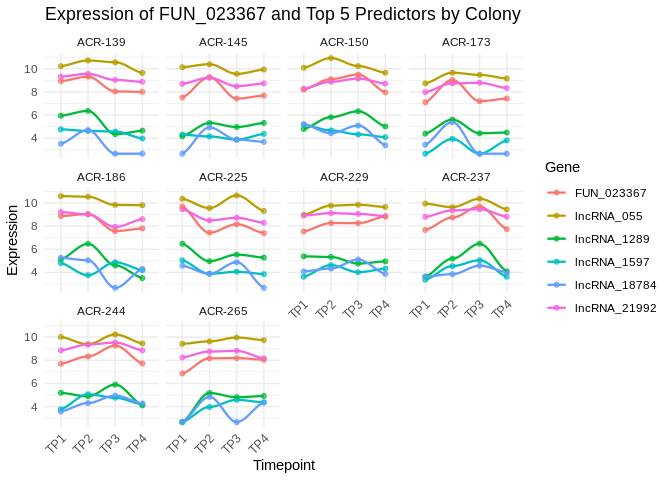 Expression of FUN_023367 and Top 5 Predictors by Colony
ACR-139 ACR-145 ACR-150 ACR-173
10
8
6
4
ACR-186 ACR-225 ACR-229 ACR-237
10
8
6
4
TP1 TP2 TP3 TP4 TP1 TP2 TP3 TP4
ACR-244 ACR-265
10
8
6
4
TP1 TP2 TP3 TP4 TP1 TP2 TP3 TP4
Timepoint
Expression
Gene
FUN_023367
lncRNA_055
lncRNA_1289
lncRNA_1597
lncRNA_18784
lncRNA_21992